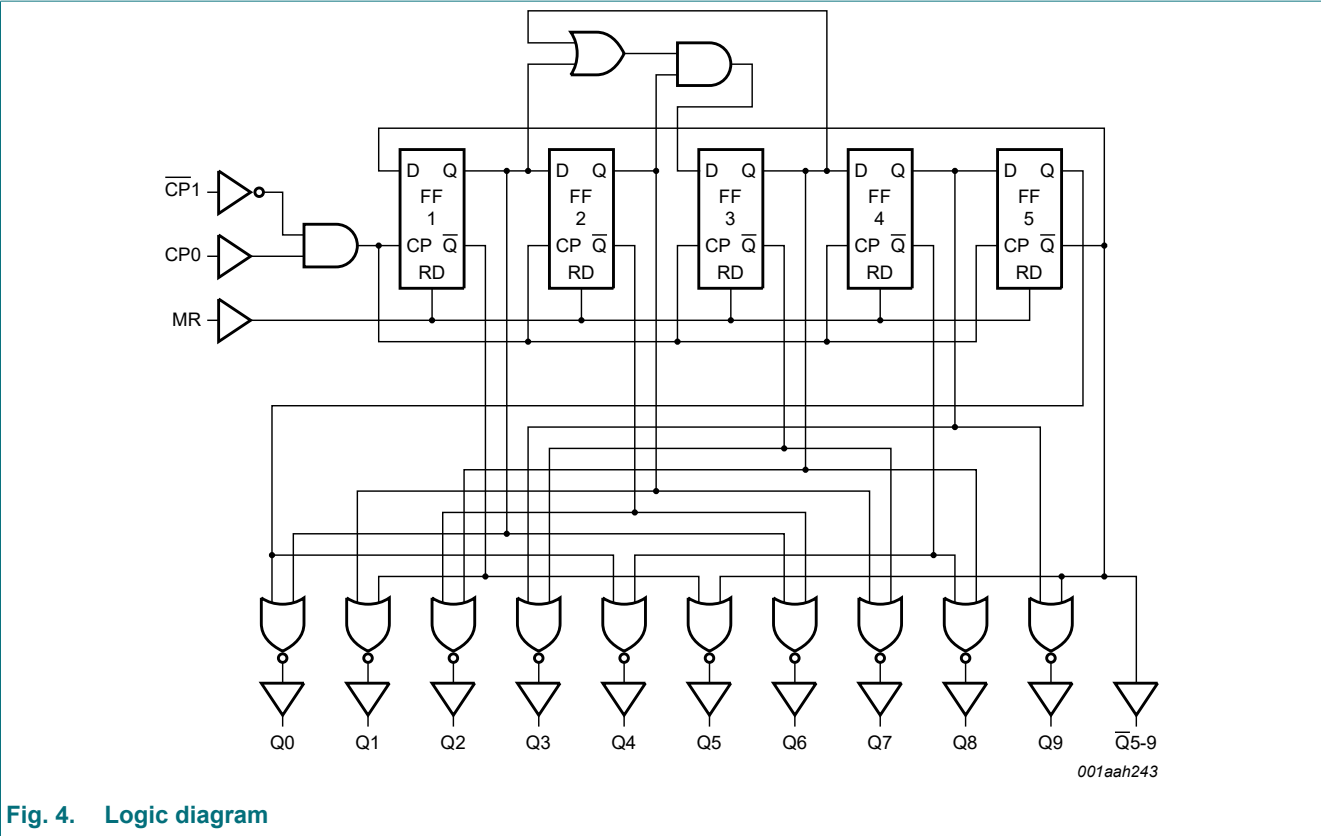 D Q D Q D Q D Q D Q
C̅P̅1 FF FF FF FF FF
1 2 3 4 5
CP0 CP Q̅ CP Q̅ CP Q̅ CP Q̅ CP Q̅
RD RD RD RD RD
MR
Q0 Q1 Q2 Q3 Q4 Q5 Q6 Q7 Q8 Q9 Q̅5-9
001aah243
Fig. 4. Logic diagram